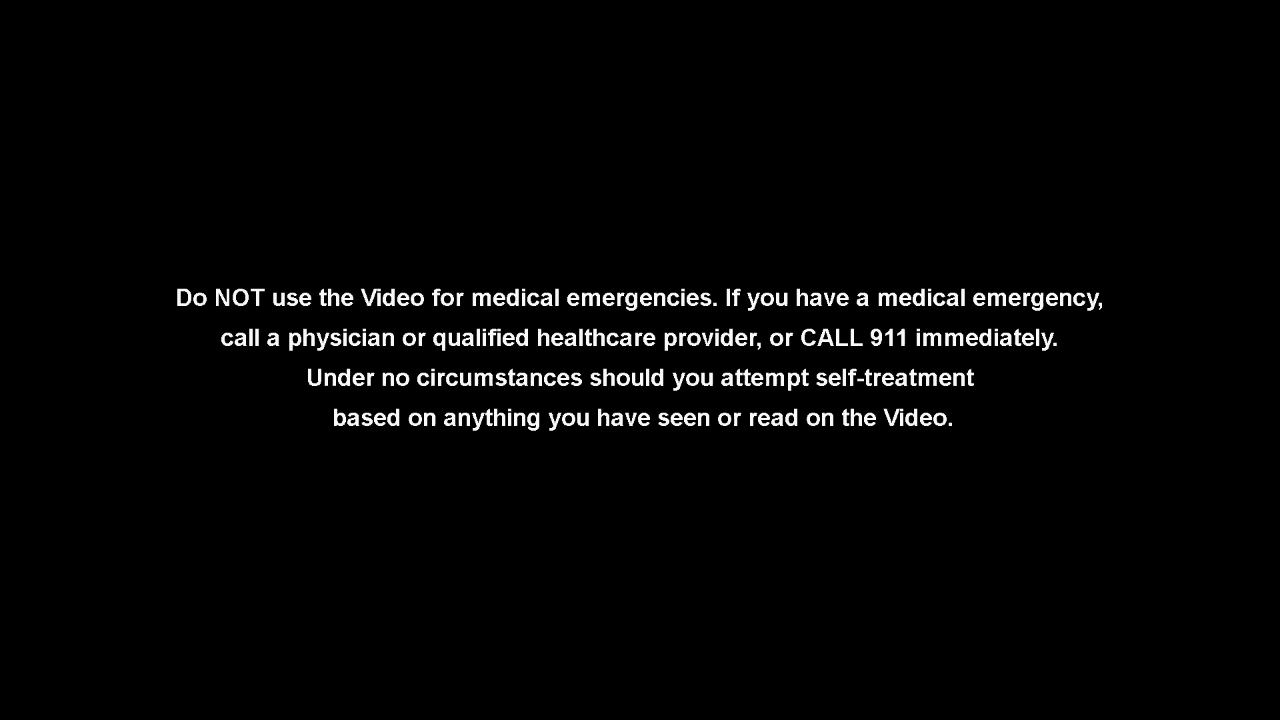 Do NOT use the Video for medical emergencies. If you have a medical emergency,
call a physician or qualified healthcare provider, or CALL 911 immediately.
Under no circumstances should you attempt self-treatment
based on anything you have seen or read on the Video.